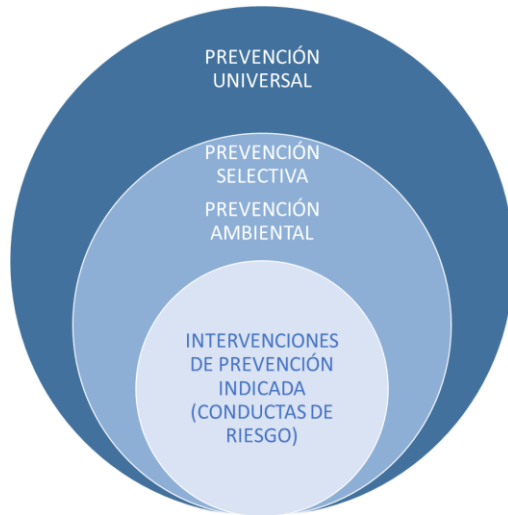 PREVENCIÓN
UNIVERSAL
PREVENCIÓN
SELECTIVA
PREVENCIÓN
AMBIENTAL
INTERVENCIONES
DE PREVENCIÓN
INDICADA
(CONDUCTAS DE
RIESGO)